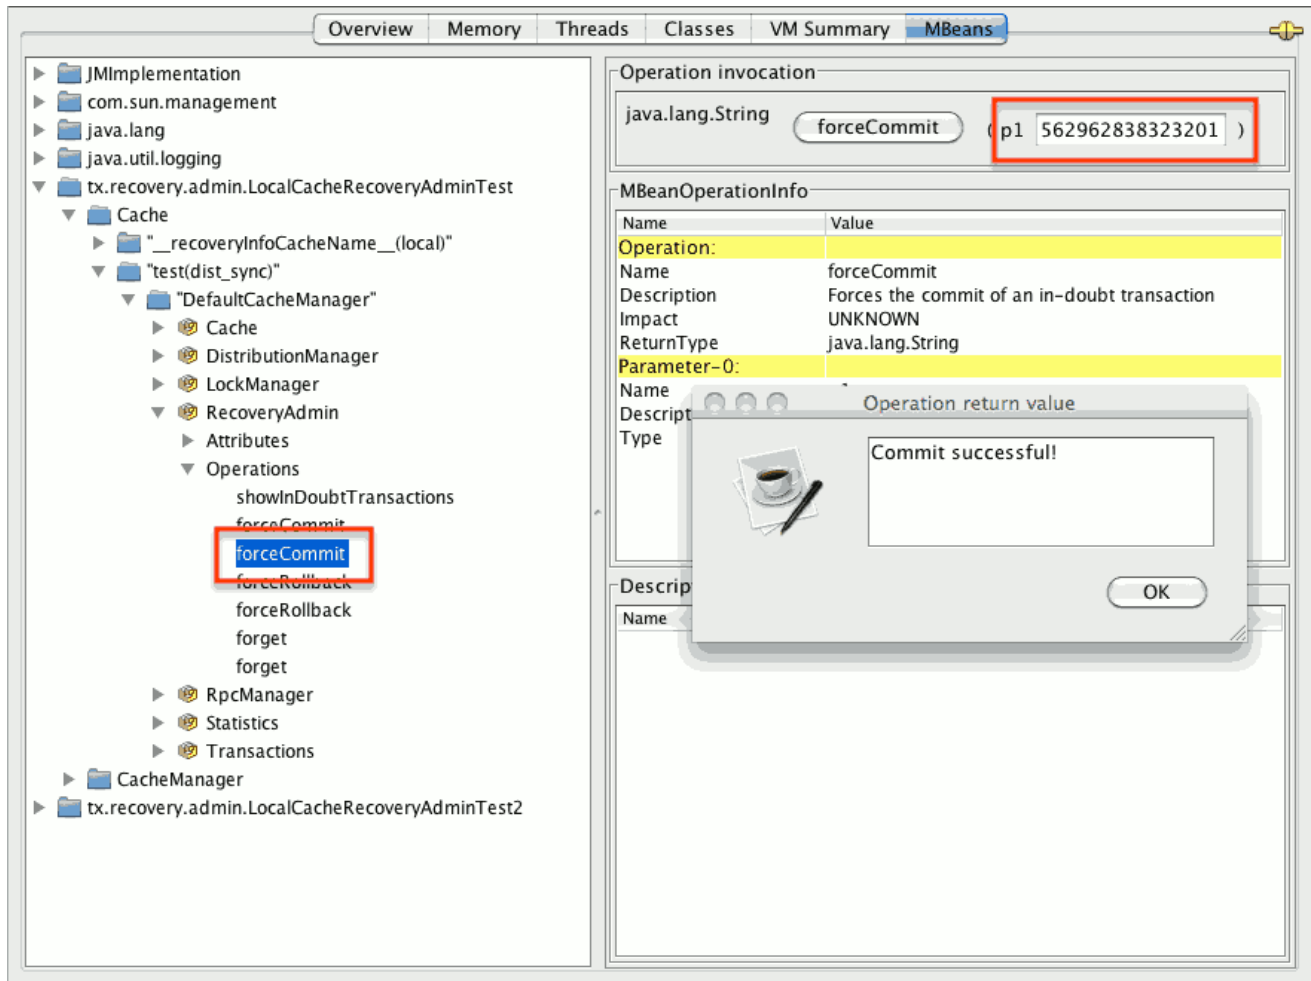 Overview Memory Threads Classes VM Summary MBeans
JMImplementation
com.sun.management
java.lang
java.util.logging
tx.recovery.admin.LocalCacheRecoveryAdminTest
Cache
"__recoveryInfoCacheName__(local)"
"test(dist_sync)"
"DefaultCacheManager"
Cache
DistributionManager
LockManager
RecoveryAdmin
Attributes
Operations
showInDoubtTransactions
forceCommit
forceCommit
forceRollback
forceRollback
forget
forget
RpcManager
Statistics
Transactions
CacheManager
tx.recovery.admin.LocalCacheRecoveryAdminTest2
Operation invocation
java.lang.String forceCommit ( p1 562962838323201 )
MBeanOperationInfo
Name Value
Operation:
Name forceCommit
Description Forces the commit of an in-doubt transaction
Impact UNKNOWN
ReturnType java.lang.String
Parameter-0:
Name
Descript
Type
Operation return value
Commit successful!
OK
Descrip
Name